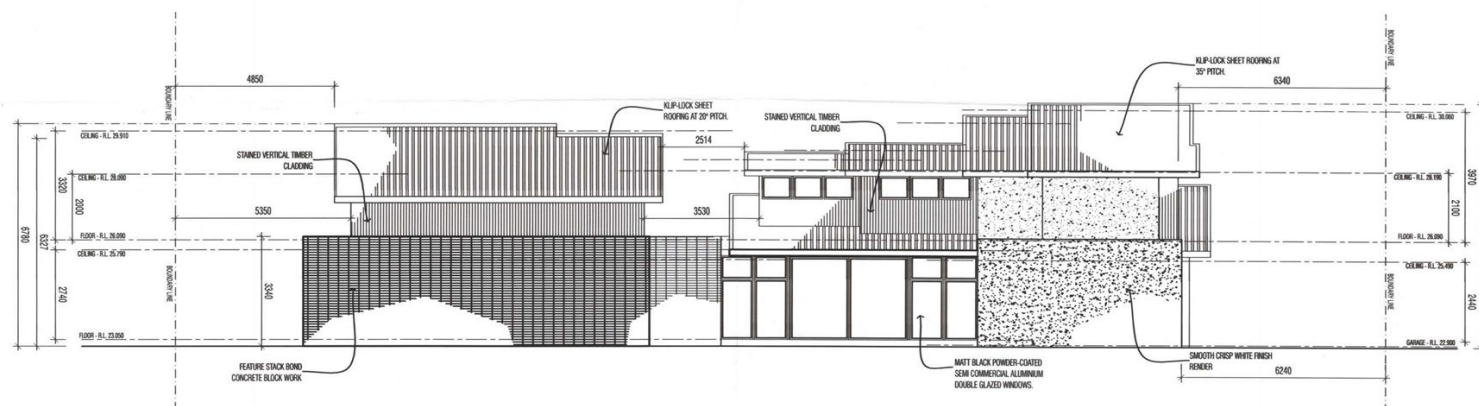 4850
BOUNDARY LINE
KLIP-LOCK SHEET
ROOFING AT 20° PITCH.
STAINED VERTICAL TIMBER
CLADDING
2514
KLIP-LOCK SHEET ROOFING AT
35° PITCH.
6340
BOUNDARY LINE
CEILING - R.L. 29.910
STAINED VERTICAL TIMBER
CLADDING
CEILING - R.L. 28.090
3320
2000
6780
6327
5350
3530
FLOOR - R.L. 26.090
CEILING - R.L. 25.790
BOUNDARY LINE
2740
3340
FLOOR - R.L. 23.050
CEILING - R.L. 30.060
CEILING - R.L. 28.190
3970
2100
FLOOR - R.L. 26.090
CEILING - R.L. 25.490
BOUNDARY LINE
2440
GARAGE - R.L. 22.900
FEATURE STACK BOND
CONCRETE BLOCK WORK
MATT BLACK POWDER-COATED
SEMI COMMERCIAL ALUMINIUM
DOUBLE GLAZED WINDOWS.
SMOOTH CRISP WHITE FINISH
RENDER
6240